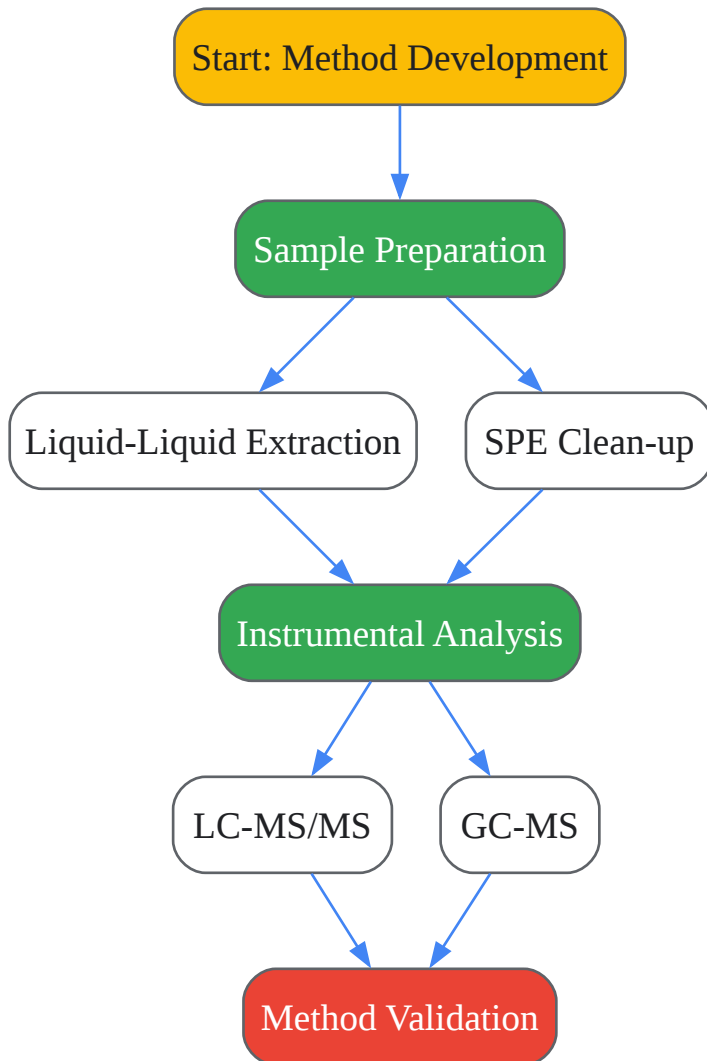 Start: Method Development
Sample Preparation
Liquid-Liquid Extraction
SPE Clean-up
Instrumental Analysis
LC-MS/MS
GC-MS
Method Validation